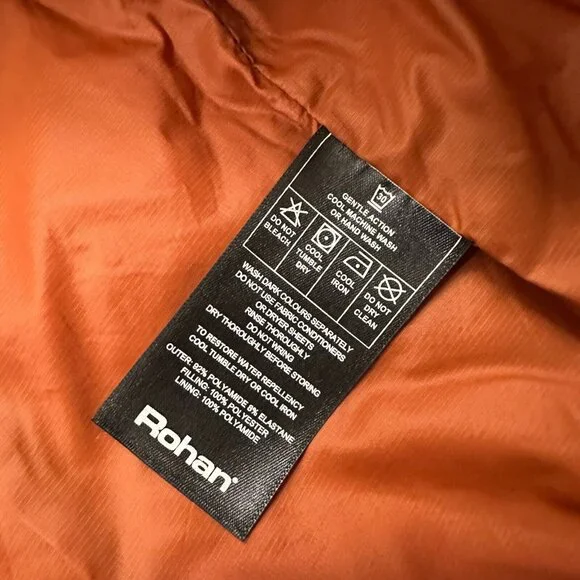 30
GENTLE ACTION
COOL MACHINE WASH
OR HAND WASH
DO NOT
BLEACH
COOL
TUMBLE
DRY
COOL
IRON
DO NOT
DRY
CLEAN
WASH DARK COLOURS SEPARATELY
DO NOT USE FABRIC CONDITIONERS
OR DRYER SHEETS
RINSE THOROUGHLY
DO NOT WRING
DRY THOROUGHLY BEFORE STORING
TO RESTORE WATER REPELLENCY
COOL TUMBLE DRY OR COOL IRON
OUTER: 92% POLYAMIDE 8% ELASTANE
FILLING: 100% POLYESTER
LINING: 100% POLYAMIDE
Rohan